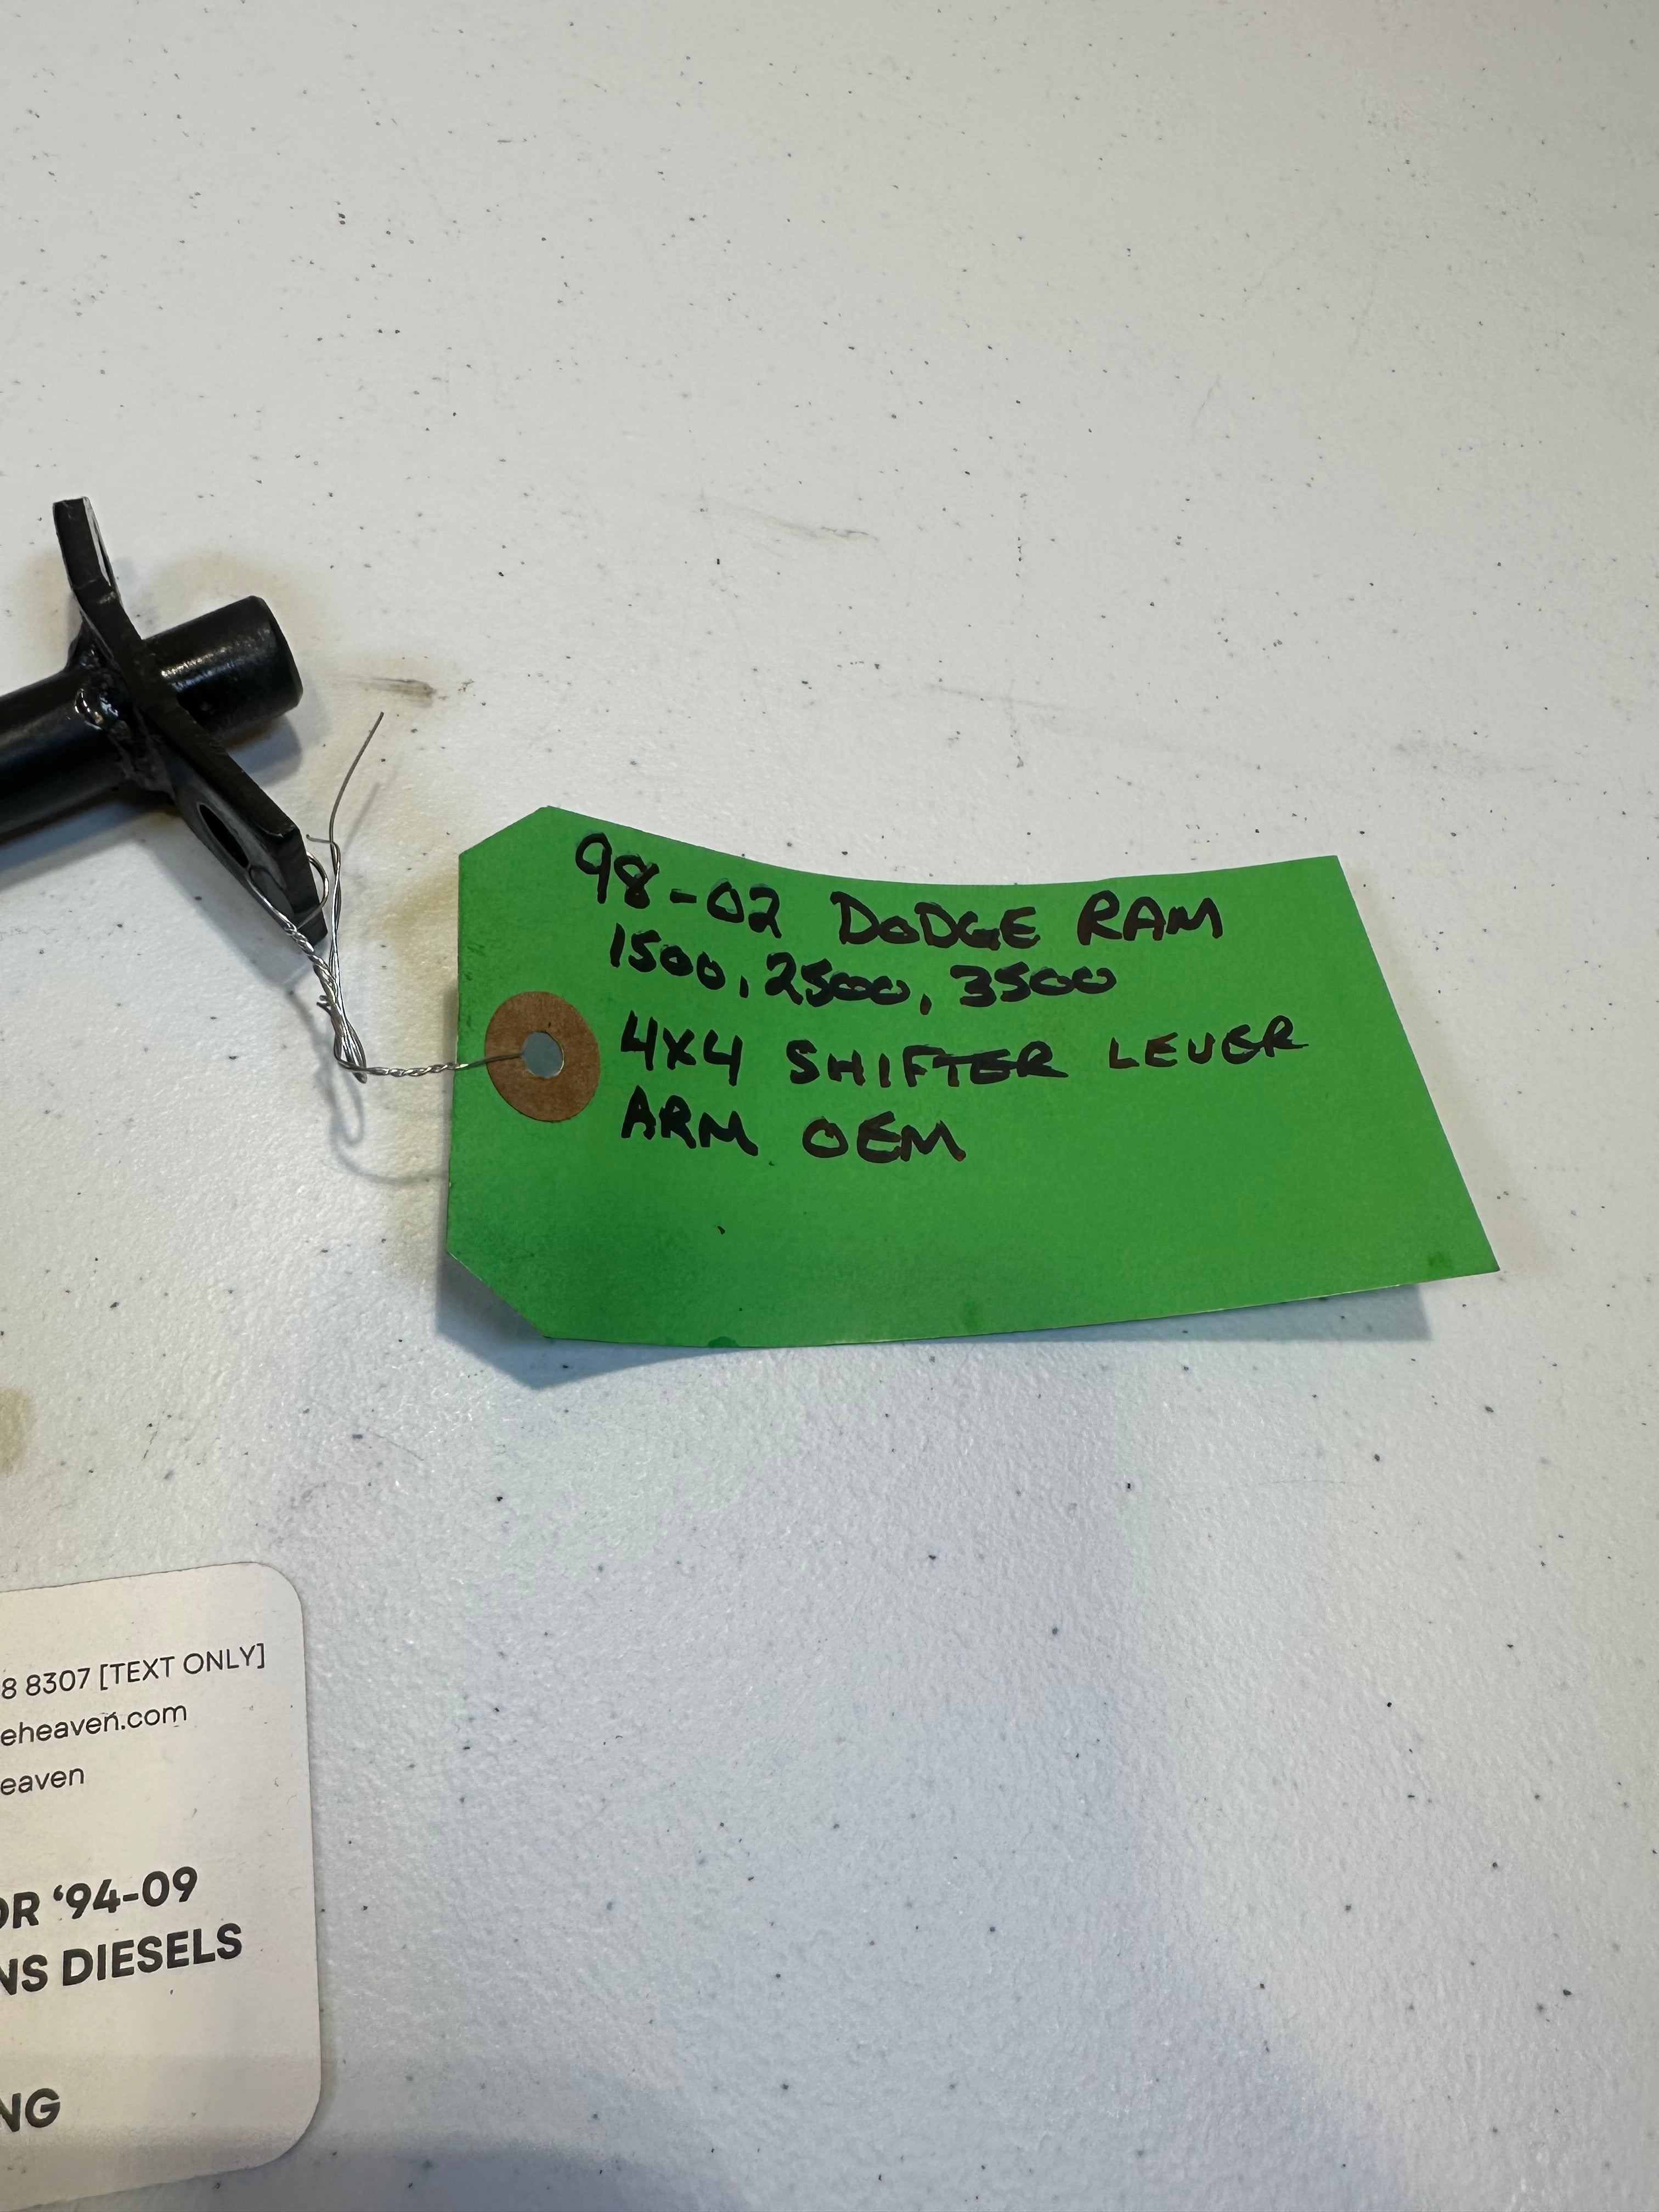 98-02 DODGE RAM
1500, 2500, 3500
4X4 SHIFTER LEVER
ARM OEM
8 8307 [TEXT ONLY]
eheaven.com
eaven
OR ‘94-09
NS DIESELS
NG